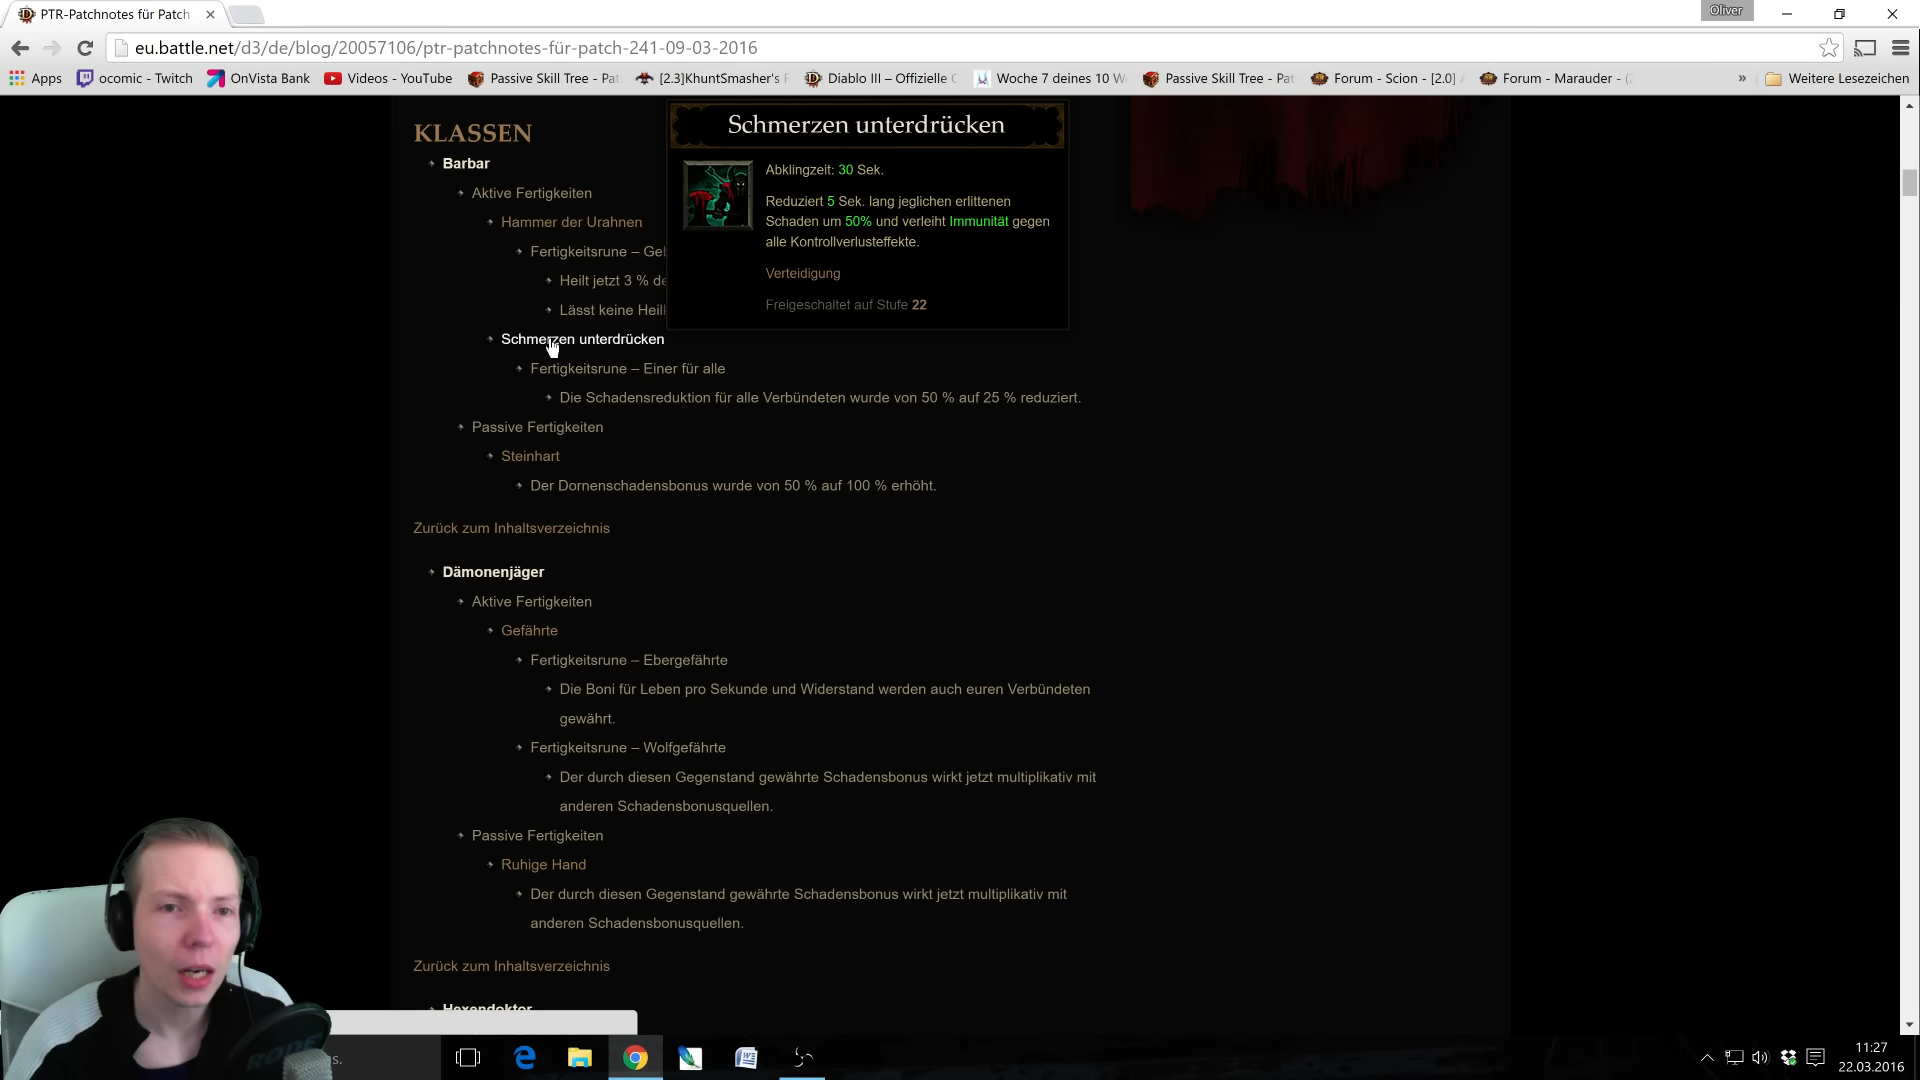 PTR-Patchnotes für Patch
Oliver
eu.battle.net/d3/de/blog/20057106/ptr-patchnotes-für-patch-241-09-03-2016
Apps
ocomic - Twitch
OnVista Bank
Videos - YouTube
Passive Skill Tree - Pat
[2.3]KhuntSmasher's
Diablo III – Offizielle
Woche 7 deines 10 W
Passive Skill Tree - Pat
Forum - Scion - [2.0]
Forum - Marauder -
»
Weitere Lesezeichen
KLASSEN
Barbar
Aktive Fertigkeiten
Hammer der Urahnen
Fertigkeitsrune –
Heilt jetzt 3 %
Lässt keine
Schmerzen unterdrücken
Abklingzeit: 30 Sek.
Reduziert 5 Sek. lang jeglichen erlittenen
Schaden um 50% und verleiht Immunität gegen
alle Kontrollverlusteffekte.
Verteidigung
Freigeschaltet auf Stufe 22
Schmerzen unterdrücken
Fertigkeitsrune – Einer für alle
Die Schadensreduktion für alle Verbündeten wurde von 50 % auf 25 % reduziert.
Passive Fertigkeiten
Steinhart
Der Dornenschadensbonus wurde von 50 % auf 100 % erhöht.
Zurück zum Inhaltsverzeichnis
Dämonenjäger
Aktive Fertigkeiten
Gefährte
Fertigkeitsrune – Ebergefährte
Die Boni für Leben pro Sekunde und Widerstand werden auch euren Verbündeten
gewährt.
Fertigkeitsrune – Wolfgefährte
Der durch diesen Gegenstand gewährte Schadensbonus wirkt jetzt multiplikativ mit
anderen Schadensbonusquellen.
Passive Fertigkeiten
Ruhige Hand
Der durch diesen Gegenstand gewährte Schadensbonus wirkt jetzt multiplikativ mit
anderen Schadensbonusquellen.
Zurück zum Inhaltsverzeichnis
Hexendoktor
RØDE
11:27
22.03.2016